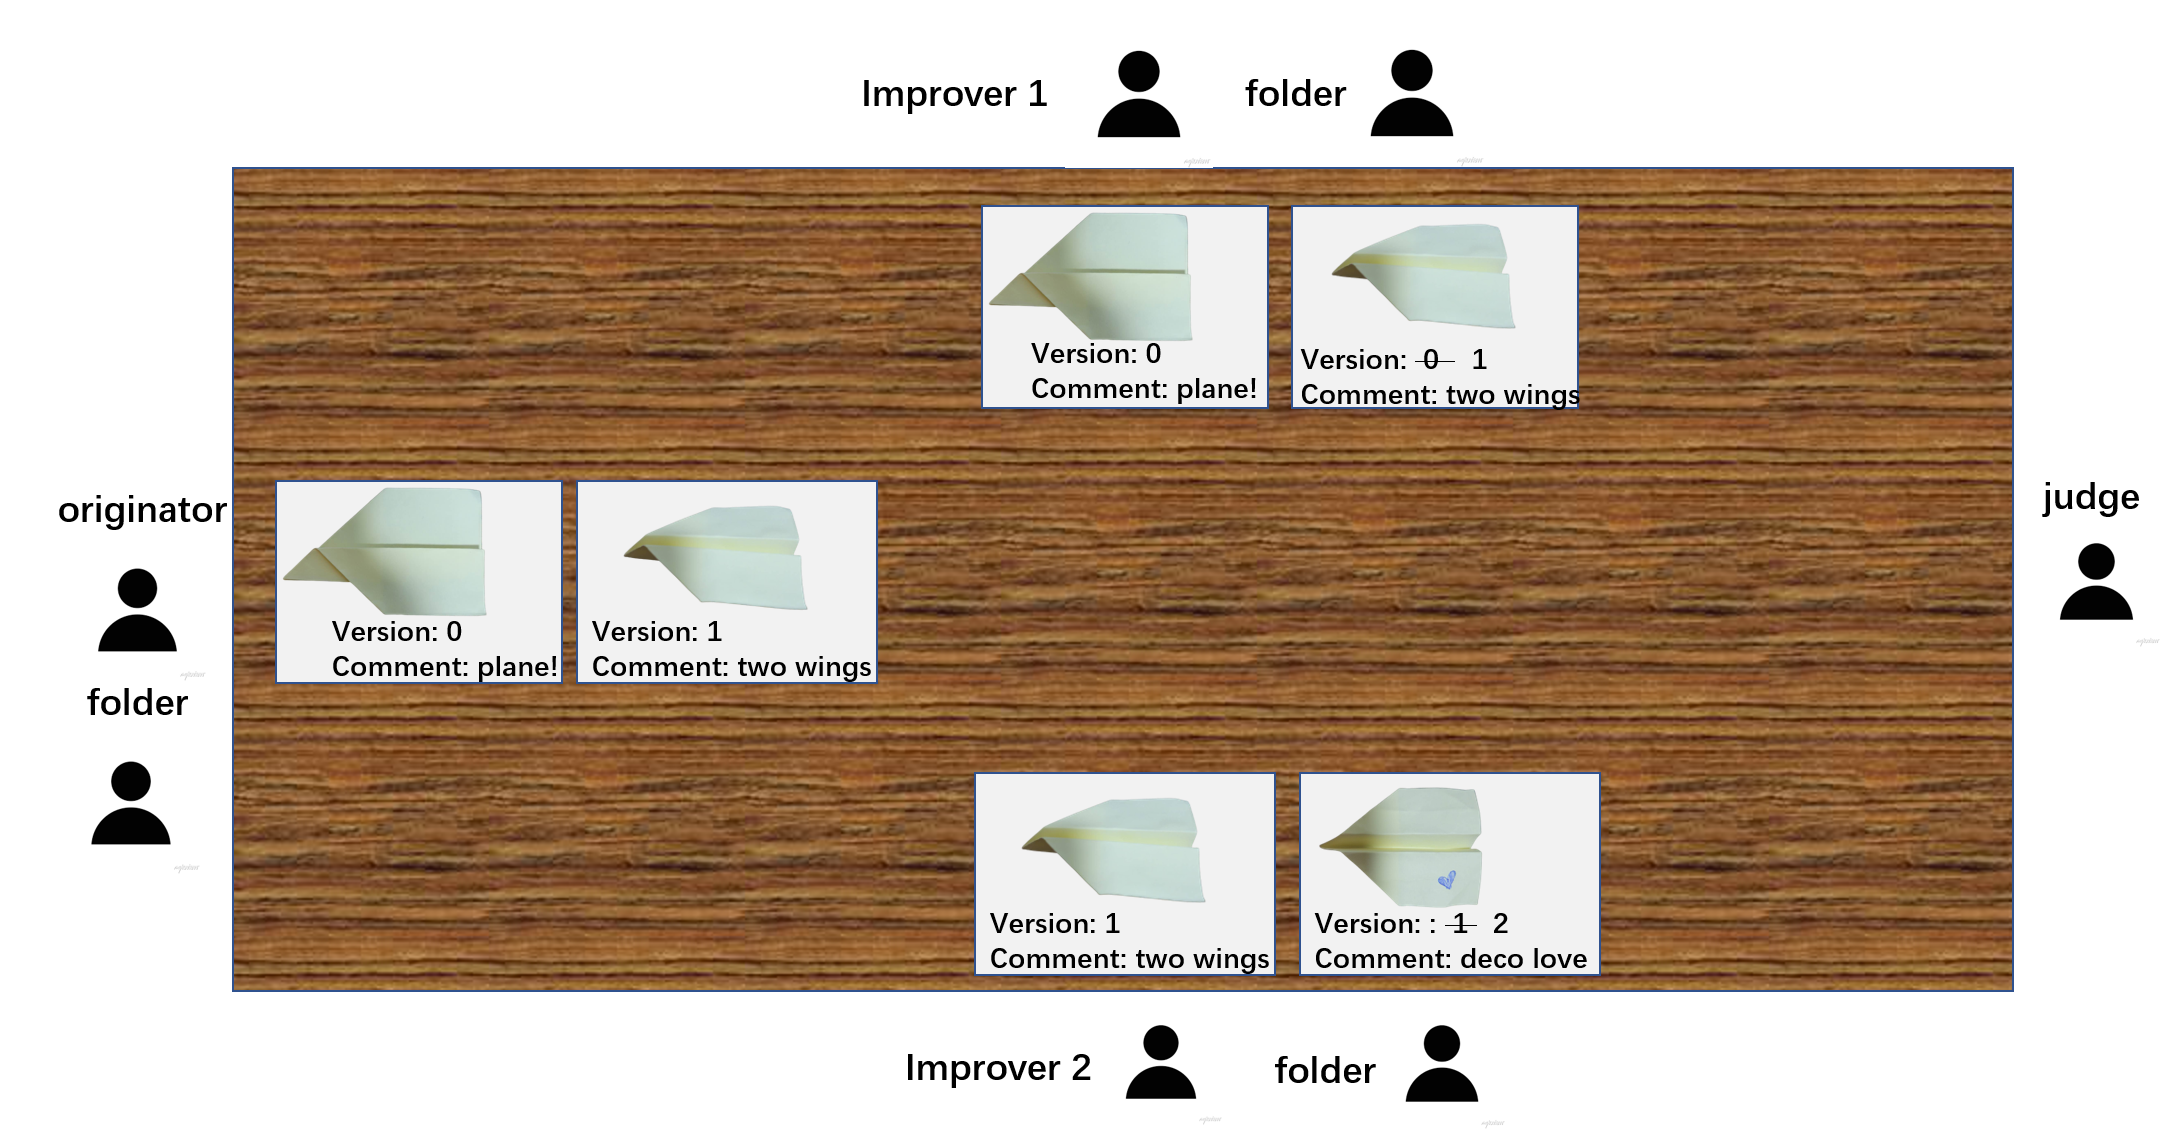 Improver 1
folder
Version: 0
Comment: plane!
Version: 0 1
Comment: two wings
originator
folder
Version: 0
Comment: plane!
Version: 1
Comment: two wings
judge
Version: 1
Comment: two wings
Version: : 1 2
Comment: deco love
Improver 2
folder